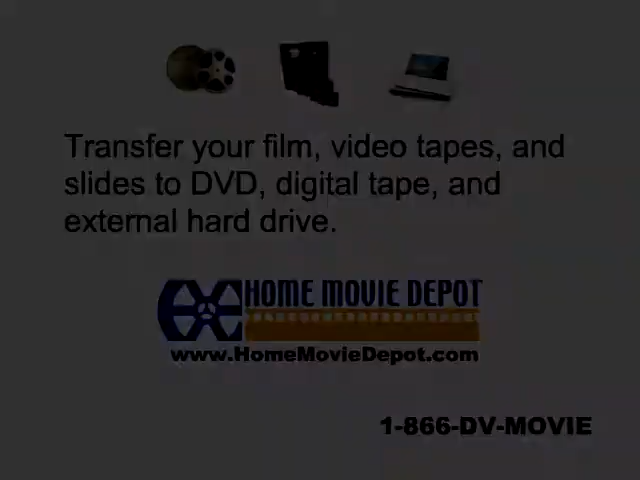 Transfer your film, video tapes, and
slides to DVD, digital tape, and
external hard drive.
HOME MOVIE DEPOT
www.HomeMovieDepot.com
1-866-DV-MOVIE